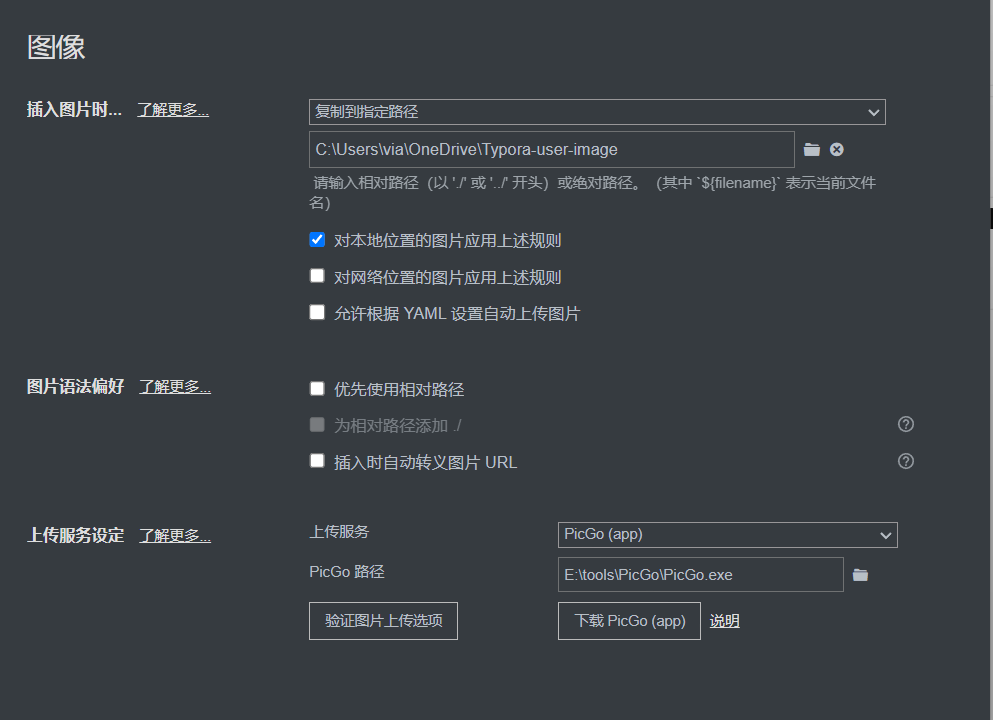 图像
插入图片时... 了解更多...
复制到指定路径
C:\Users\via\OneDrive\Typora-user-image
请输入相对路径（以 './' 或 '../' 开头）或绝对路径。（其中 `${filename}` 表示当前文件
名）
对本地位置的图片应用上述规则
对网络位置的图片应用上述规则
允许根据 YAML 设置自动上传图片
图片语法偏好 了解更多...
优先使用相对路径
为相对路径添加 ./
插入时自动转义图片 URL
上传服务设定 了解更多...
上传服务 PicGo (app)
PicGo 路径 E:\tools\PicGo\PicGo.exe
验证图片上传选项 下载 PicGo (app) 说明